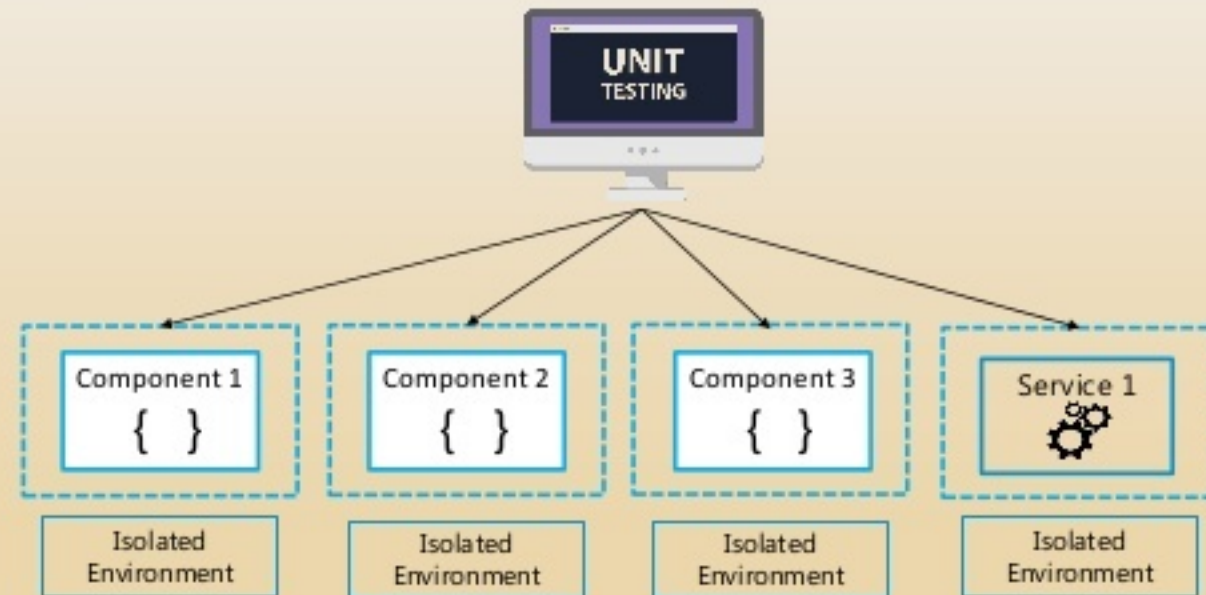 UNIT
TESTING
Component 1
{ }
Component 2
{ }
Component 3
{ }
Service 1
Isolated
Environment
Isolated
Environment
Isolated
Environment
Isolated
Environment